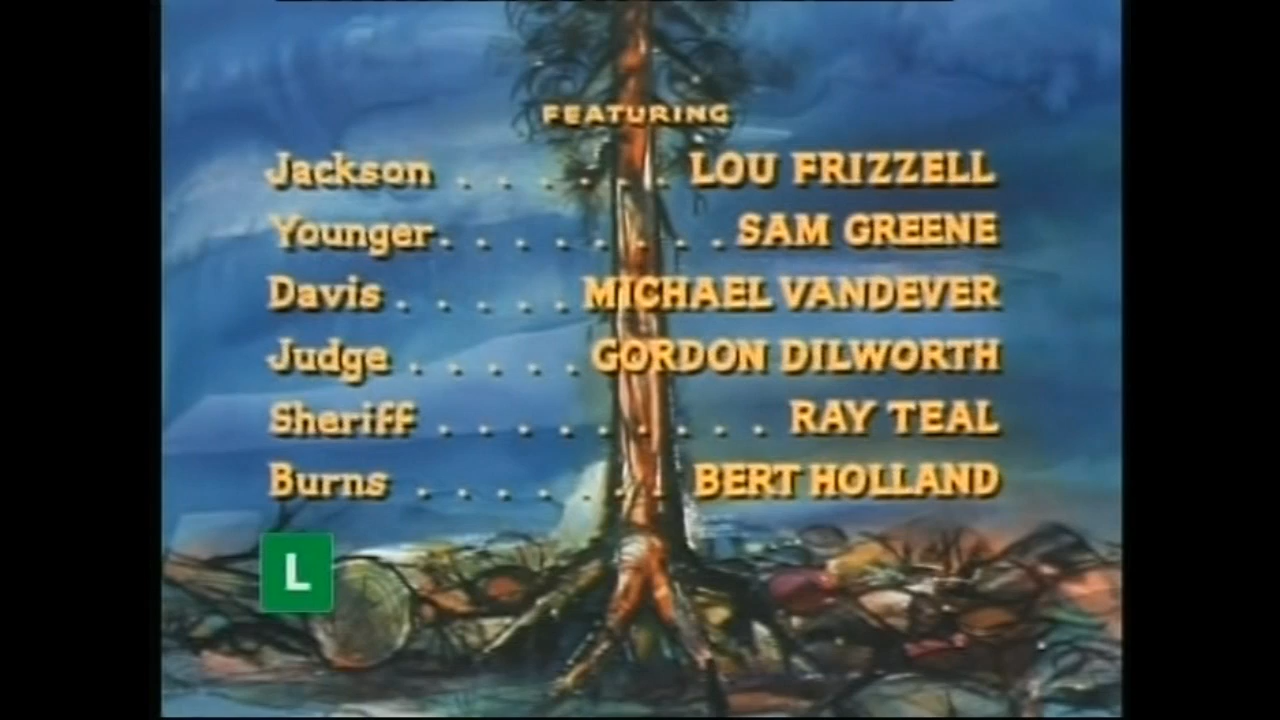 FEATURING
Jackson . . . . . . LOU FRIZZELL
Younger. . . . . . . . SAM GREENE
Davis . . . . . MICHAEL VANDEVER
Judge . . . . . GORDON DILWORTH
Sheriff . . . . . . . . . RAY TEAL
Burns . . . . . . . BERT HOLLAND
L